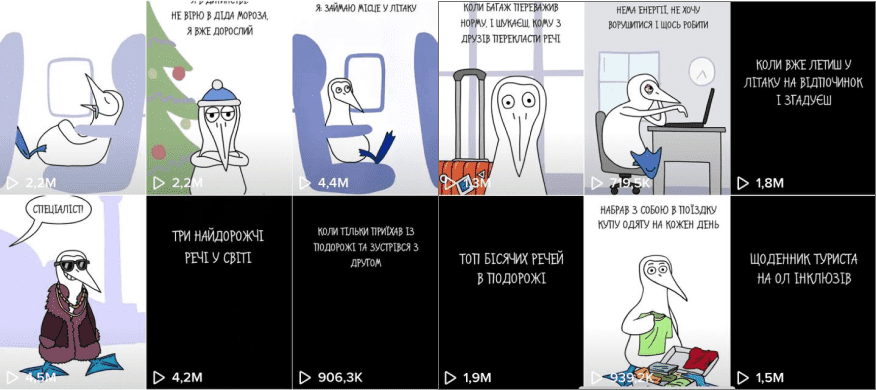 2,2M
Я В ДИТИНСТВІ
НЕ ВІРЮ В ДІДА МОРОЗА,
Я ВЖЕ ДОРОСЛИЙ
2,2M
Я: ЗАЙМАЮ МІСЦЕ У ЛІТАКУ
4,4M
КОЛИ БАГАЖ ПЕРЕВАЖИВ
НОРМУ, І ШУКАЄШ, КОМУ З
ДРУЗІВ ПЕРЕКЛАСТИ РЕЧІ
1,3M
НЕМА ЕНЕРГІЇ, НЕ ХОЧУ
ВОРУШИТИСЯ І ЩОСЬ РОБИТИ
719,5K
КОЛИ ВЖЕ ЛЕТИШ У
ЛІТАКУ НА ВІДПОЧИНОК
І ЗГАДУЄШ
1,8M
СПЕЦІАЛІСТ!
4,5M
ТРИ НАЙДОРОЖЧІ
РЕЧІ У СВІТІ
4,2M
КОЛИ ТІЛЬКИ ПРИЇХАВ ІЗ
ПОДОРОЖІ ТА ЗУСТРІВСЯ З
ДРУГОМ
906,3K
ТОП БІСЯЧИХ РЕЧЕЙ
В ПОДОРОЖІ
1,9M
НАБРАВ З СОБОЮ В ПОЇЗДКУ
КУПУ ОДЯГУ НА КОЖЕН ДЕНЬ
939,2K
ЩОДЕННИК ТУРИСТА
НА ОЛ ІНКЛЮЗІВ
1,5M